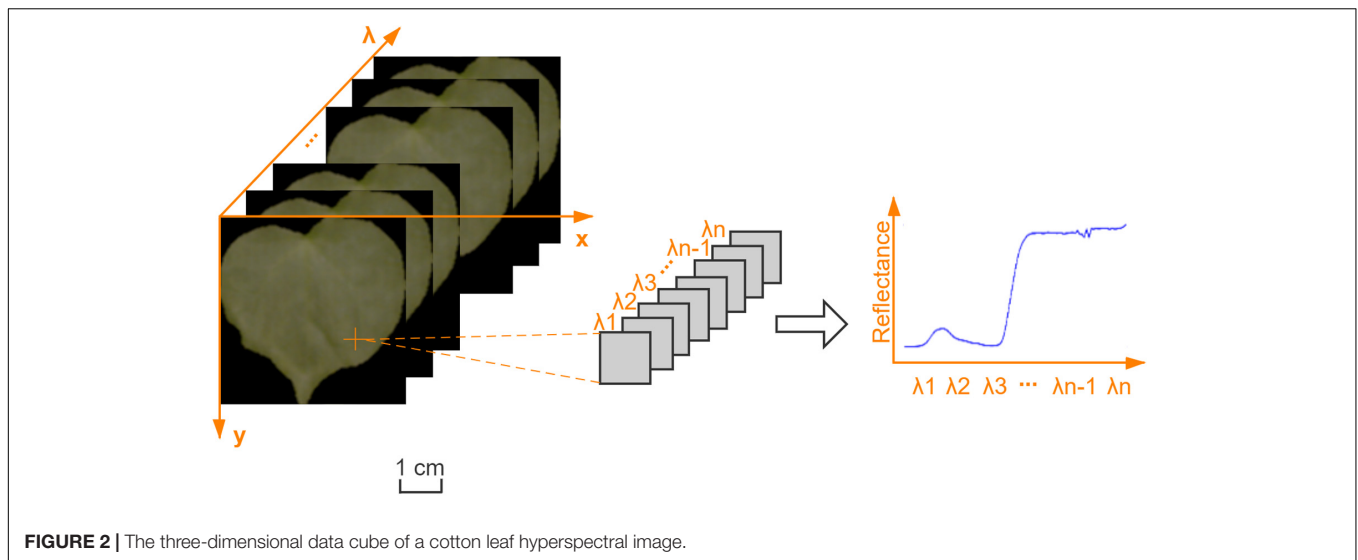 λ
...
x
y
1 cm
λ1 λ2 λ3 ... λn-1 λn
Reflectance
λ1 λ2 λ3 ... λn-1 λn
FIGURE 2 | The three-dimensional data cube of a cotton leaf hyperspectral image.